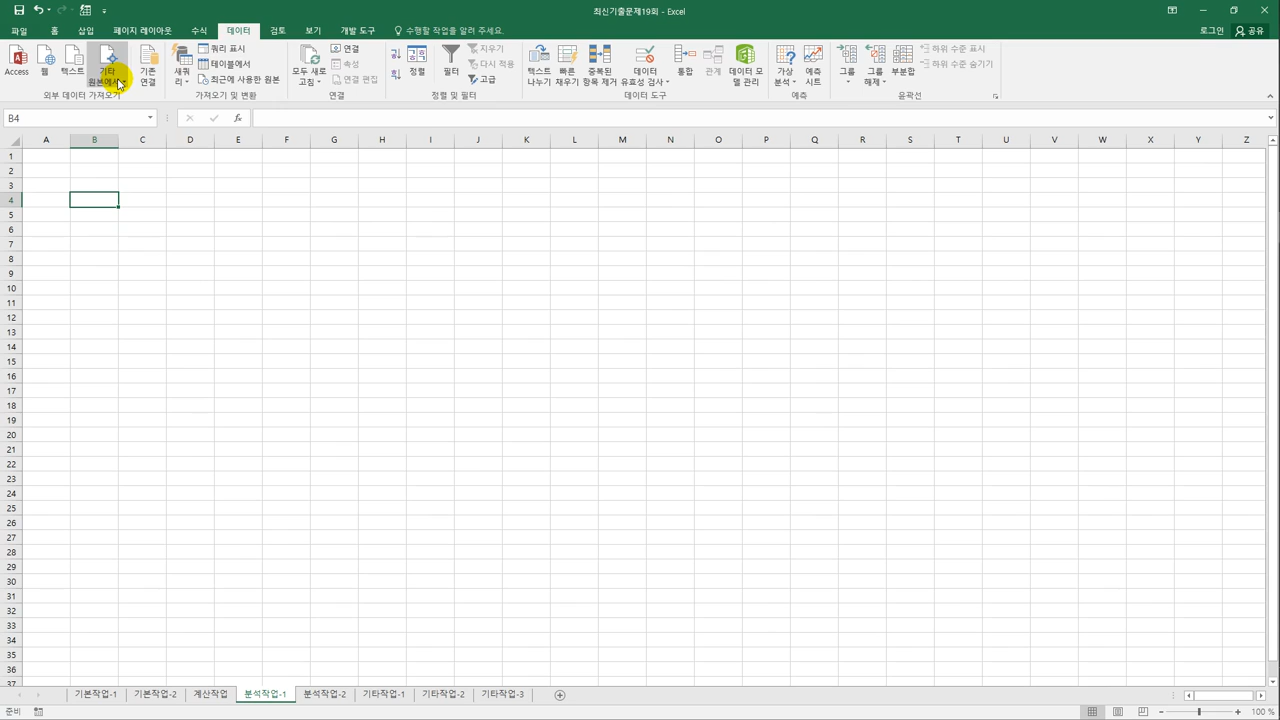 최신기출문제19회 - Excel
파일 홈 삽입 페이지 레이아웃 수식 데이터 검토 보기 개발 도구 수행할 작업을 알려 주세요. 로그인 공유
Access 웹 텍스트 기타 원본에서 기존 연결
외부 데이터 가져오기
새 쿼리 쿼리 표시 테이블에서 최근에 사용한 원본
가져오기 및 변환
모두 새로 고침 연결 속성 연결 편집
연결
정렬 필터 지우기 다시 적용 고급
정렬 및 필터
텍스트 나누기 빠른 채우기 중복된 항목 제거 데이터 유효성 검사 통합 관계 데이터 모델 관리
데이터 도구
가상 분석 예측 시트
예측
그룹 그룹 해제 부분합 하위 수준 표시 하위 수준 숨기기
윤곽선
B4 fx
A B C D E F G H I J K L M N O P Q R S T U V W X Y Z
1
2
3
4
5
6
7
8
9
10
11
12
13
14
15
16
17
18
19
20
21
22
23
24
25
26
27
28
29
30
31
32
33
34
35
36
37
기본작업-1 기본작업-2 계산작업 분석작업-1 분석작업-2 기타작업-1 기타작업-2 기타작업-3
준비 100 %